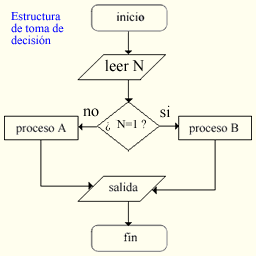 Estructura
de toma de
decisión
inicio
leer N
no
¿ N=1 ?
si
proceso A
proceso B
salida
fin